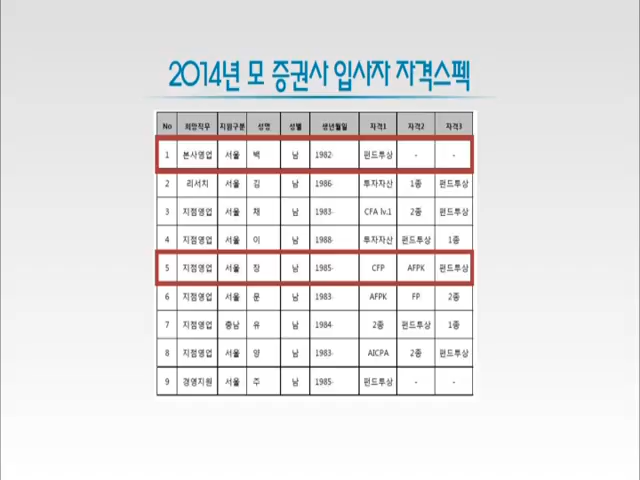 2014년 모 증권사 입사자 자격스펙
No 희망직무 지원구분 성명 성별 생년월일 자격1 자격2 자격3
1 본사영업 서울 백 남 1982- 펀드투상 - -
2 리서치 서울 김 남 1986- 투자자산 1종 펀드투상
3 지점영업 서울 채 남 1983- CFA lv.1 2종 펀드투상
4 지점영업 서울 이 남 1988- 투자자산 펀드투상 1종
5 지점영업 서울 장 남 1985- CFP AFPK 펀드투상
6 지점영업 서울 문 남 1983- AFPK FP 2종
7 지점영업 충남 유 남 1984- 2종 펀드투상 1종
8 지점영업 서울 양 남 1983- AICPA 2종 펀드투상
9 경영지원 서울 주 남 1985- 펀드투상 - -